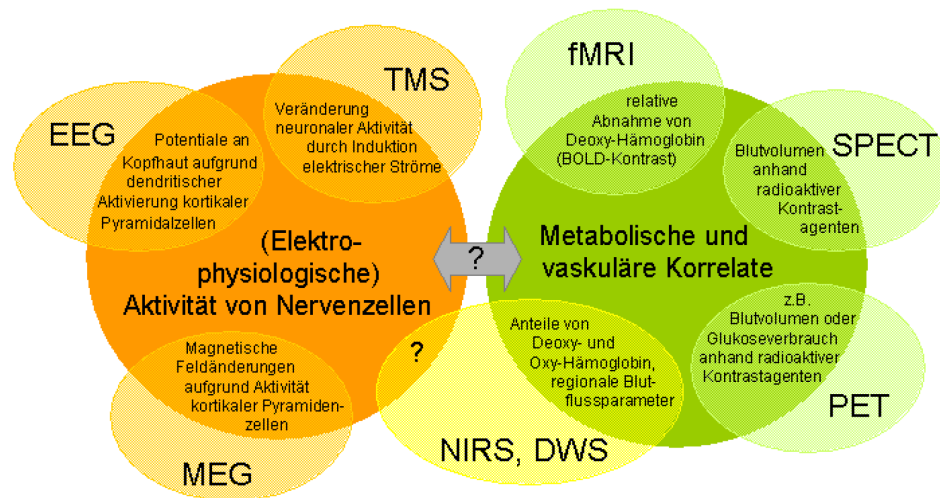 EEG
Potentiale an
Kopfhaut aufgrund
dendritischer
Aktivierung kortikaler
Pyramidalzellen
TMS
Veränderung
neuronaler Aktivität
durch Induktion
elektrischer Ströme
fMRI
relative
Abnahme von
Deoxy-Hämoglobin
(BOLD-Kontrast)
SPECT
Blutvolumen
anhand
radioaktiver
Kontrast-
agenten
(Elektro-
physiologische)
Aktivität von Nervenzellen
?
Metabolische und
vaskuläre Korrelate
Magnetische
Feldänderungen
aufgrund Aktivität
kortikaler Pyramiden-
zellen
MEG
?
Anteile von
Deoxy- und
Oxy-Hämoglobin,
regionale Blut-
flussparameter
NIRS, DWS
z.B.
Blutvolumen oder
Glukoseverbrauch
anhand radioaktiver
Kontrastagenten
PET